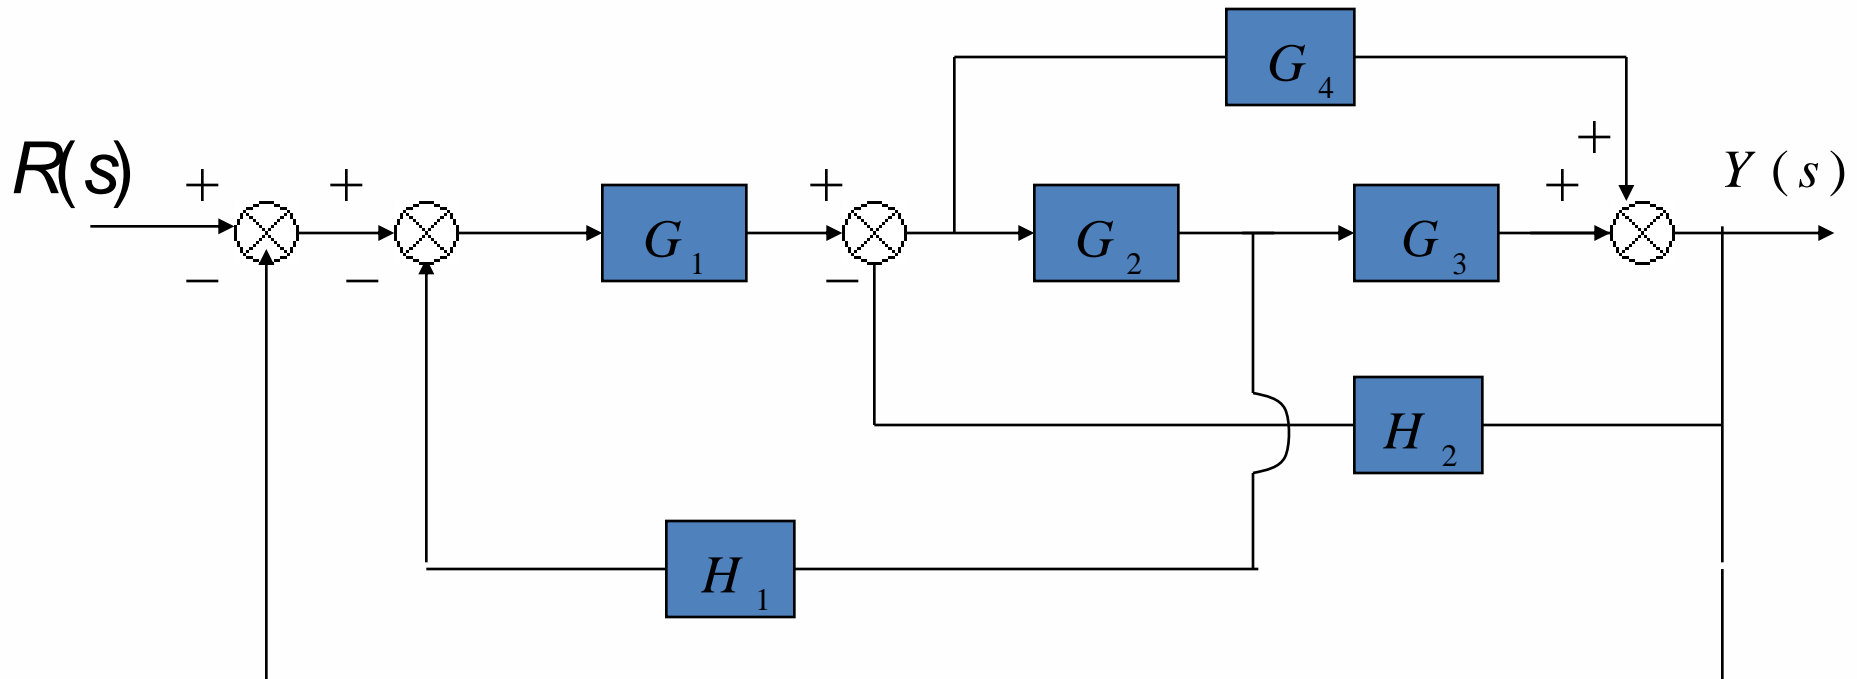 G4
+
R(s) + + + + Y(s)
G1 G2 G3
− − −
H2
H1